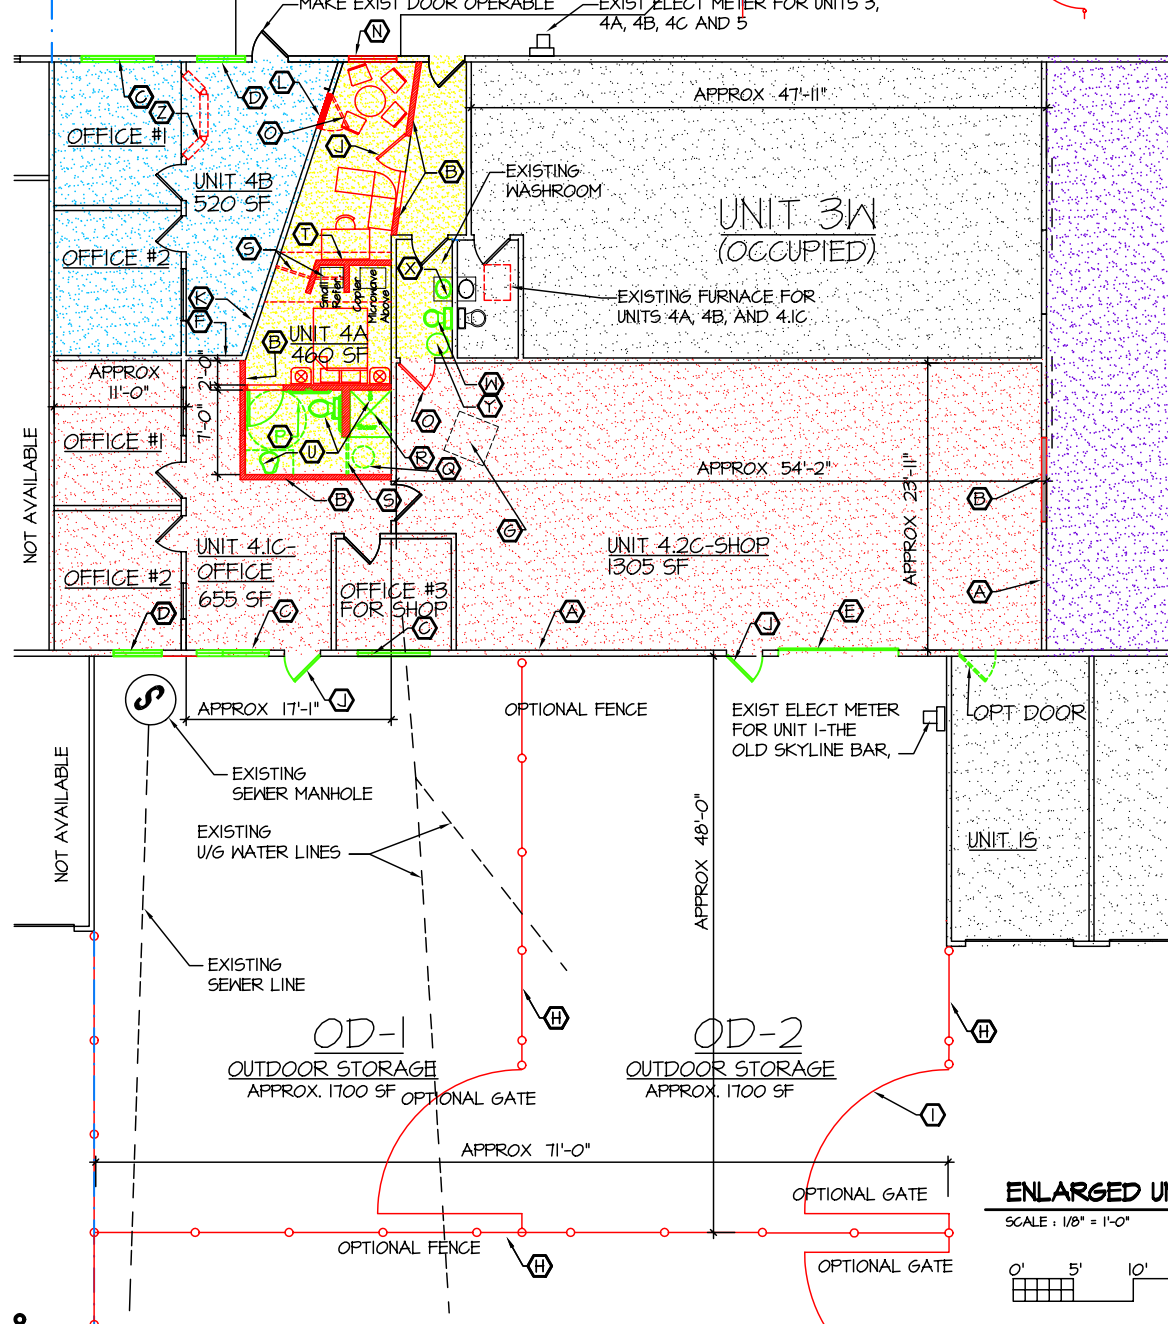 MAKE EXIST DOOR OPERABLE
EXIST ELECT METER FOR UNITS 3,
4A, 4B, 4C AND 5
N
C
D
L
Z
O
J
B
APPROX 47'-11"
OFFICE #1
UNIT 4B
520 SF
EXISTING
WASHROOM
UNIT 3W
(OCCUPIED)
OFFICE #2
S
T
X
K
F
Small
Refer.
Copier
Microwave
Above
EXISTING FURNACE FOR
UNITS 4A, 4B, AND 4.1C
UNIT 4A
460 SF
B
APPROX
11'-0"
2'-0"
7'-0"
W
Y
O
P
U
R
Q
S
B
G
NOT AVAILABLE
OFFICE #1
APPROX 54'-2"
APPROX 23'-11"
B
UNIT 4.1C-
OFFICE
655 SF
OFFICE #2
OFFICE #3
FOR SHOP
UNIT 4.2C-SHOP
1305 SF
A
D
C
C
A
J
E
J
APPROX 17'-1"
OPTIONAL FENCE
EXIST ELECT METER
FOR UNIT 1-THE
OLD SKYLINE BAR,
OPT DOOR
S
EXISTING
SEWER MANHOLE
NOT AVAILABLE
EXISTING
U/G WATER LINES
APPROX 48'-0"
UNIT 1S
EXISTING
SEWER LINE
H
H
OD-1
OUTDOOR STORAGE
APPROX. 1700 SF
OPTIONAL GATE
OD-2
OUTDOOR STORAGE
APPROX. 1700 SF
I
APPROX 71'-0"
OPTIONAL GATE
OPTIONAL FENCE
H
OPTIONAL GATE
ENLARGED
SCALE : 1/8" = 1'-0"
0' 5' 10'